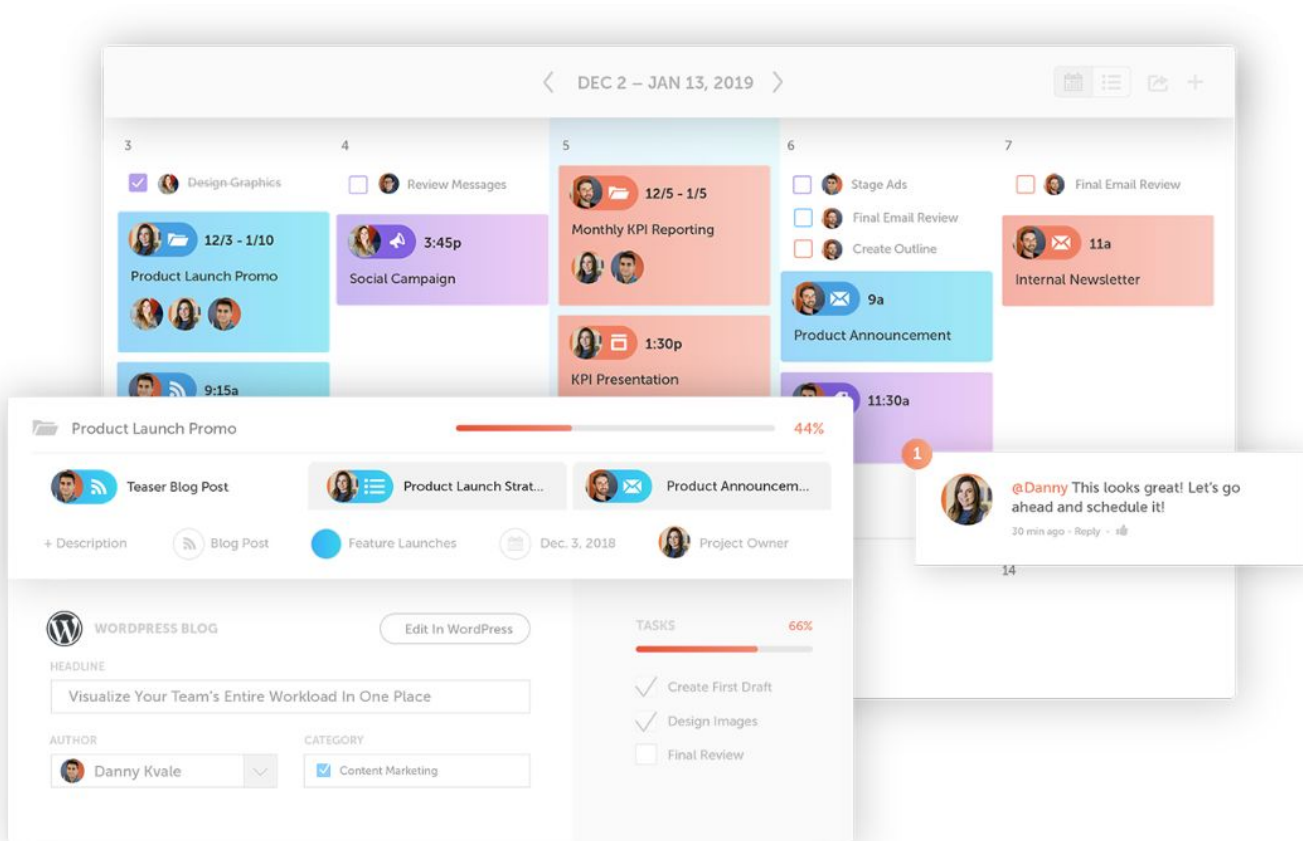 DEC 2 – JAN 13, 2019
3
4
5
6
7
Design Graphics
Review Messages
12/5 - 1/5
Monthly KPI Reporting
Stage Ads
Final Email Review
Create Outline
Final Email Review
12/3 - 1/10
Product Launch Promo
3:45p
Social Campaign
9a
Product Announcement
11a
Internal Newsletter
1:30p
KPI Presentation
9:15a
11:30a
Product Launch Promo
44%
Teaser Blog Post
Product Launch Strat...
Product Announcem...
+ Description
Blog Post
Feature Launches
Dec. 3, 2018
Project Owner
1
@Danny This looks great! Let's go
ahead and schedule it!
30 min ago - Reply -
14
WORDPRESS BLOG
Edit In WordPress
HEADLINE
Visualize Your Team's Entire Workload In One Place
AUTHOR
Danny Kvale
CATEGORY
Content Marketing
TASKS
66%
Create First Draft
Design Images
Final Review